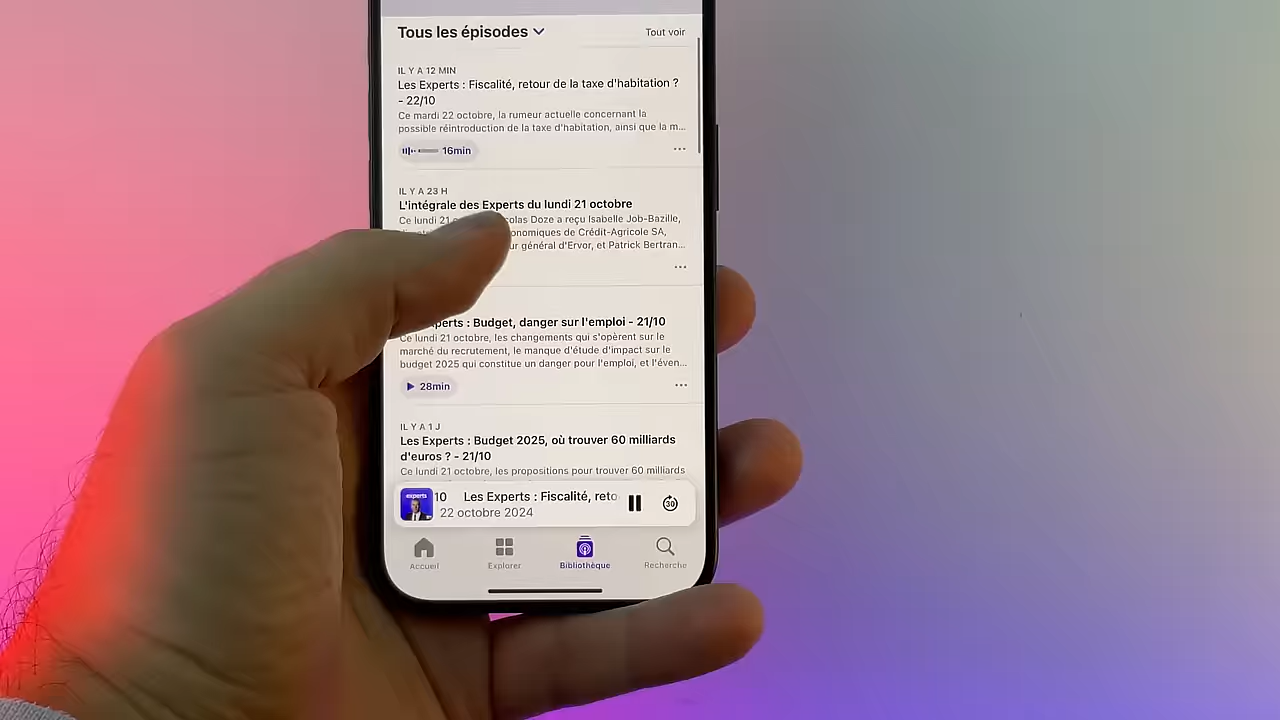 Tous les épisodes
Tout voir
IL Y A 12 MIN
Les Experts : Fiscalité, retour de la taxe d'habitation ?
- 22/10
Ce mardi 22 octobre, la rumeur actuelle concernant la
possible réintroduction de la taxe d'habitation, ainsi que la m...
16min
IL Y A 23 H
L'intégrale des Experts du lundi 21 octobre
Ce lundi 21 Doze a reçu Isabelle Job-Bazille,
de Crédit-Agricole SA,
général d'Ervor, et Patrick Bertran...
: Budget, danger sur l'emploi - 21/10
Ce lundi 21 octobre, les changements qui s'opèrent sur le
marché du recrutement, le manque d'étude d'impact sur le
budget 2025 qui constitue un danger pour l'emploi, et l'éven...
28min
IL Y A 1 J
Les Experts : Budget 2025, où trouver 60 milliards
d'euros ? - 21/10
Ce lundi 21 octobre, les propositions pour trouver 60 milliards
experts
10 Les Experts : Fiscalité, reto
22 octobre 2024
30
Accueil
Explorer
Bibliothèque
Recherche